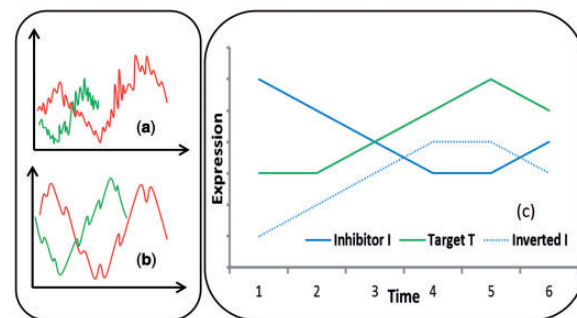 (a)
(b)
Expression
(c)
Inhibitor I Target T Inverted I
1 2 3 4 5 6
Time